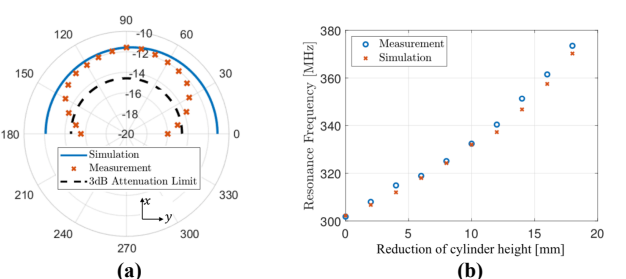 90
120
60
150
30
180
0
210
330
240
300
270
-10
-12
-14
-16
-18
-20
Simulation
Measurement
3dB Attenuation Limit
x
y
(a)
Resonance Frequency [MHz]
380
360
340
320
300
0
5
10
15
20
Measurement
Simulation
Reduction of cylinder height [mm]
(b)